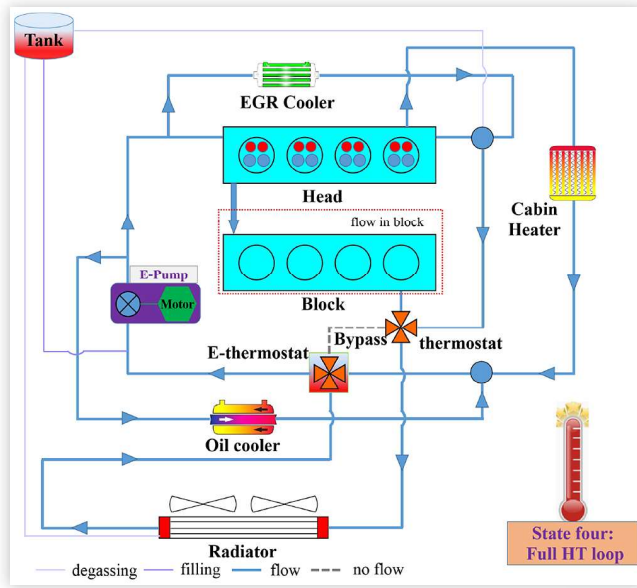 Tank
EGR Cooler
Head
Cabin
Heater
flow in block
E-Pump
Motor
Block
Bypass
thermostat
E-thermostat
Oil cooler
Radiator
State four:
Full HT loop
degassing
filling
flow
no flow